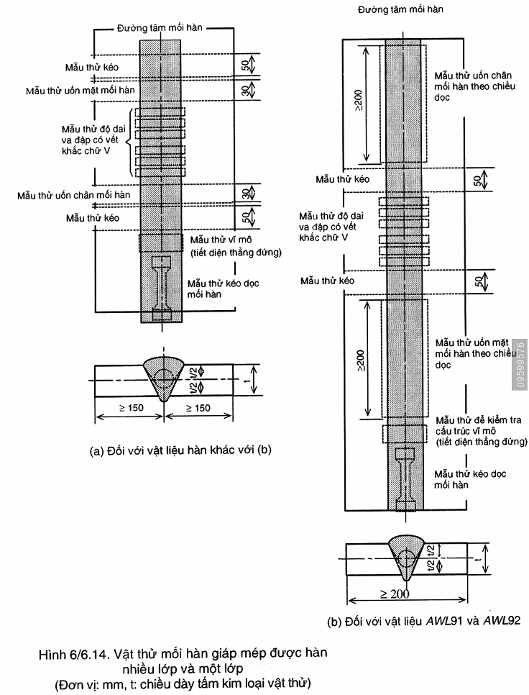 Đường tâm mối hàn
Mẫu thử kéo
50
Mẫu thử uốn mặt mối hàn
30
Mẫu thử độ dai
va đập có vết
khắc chữ V
Mẫu thử uốn chân mối hàn
30
Mẫu thử kéo
50
Mẫu thử vĩ mô
(tiết diện thẳng đứng)
Mẫu thử kéo dọc
mối hàn
t/2
t/2
t
≥ 150
≥ 150
(a) Đối với vật liệu hàn khác với (b)
Đường tâm mối hàn
≥200
Mẫu thử uốn chân
mối hàn theo chiều
dọc
Mẫu thử kéo
50
Mẫu thử độ dai
va đập có vết
khắc chữ V
Mẫu thử kéo
50
≥200
Mẫu thử uốn mặt
mối hàn theo chiều
dọc
Mẫu thử để kiểm tra
cấu trúc vĩ mô
(tiết diện thẳng đứng)
Mẫu thử kéo dọc
mối hàn
t/2
t/2
t
≥ 200
(b) Đối với vật liệu AWL91 và AWL92
09599576
Hình 6/6.14. Vật thử mối hàn giáp mép được hàn
nhiều lớp và một lớp
(Đơn vị: mm, t: chiều dày tấm kim loại vật thử)